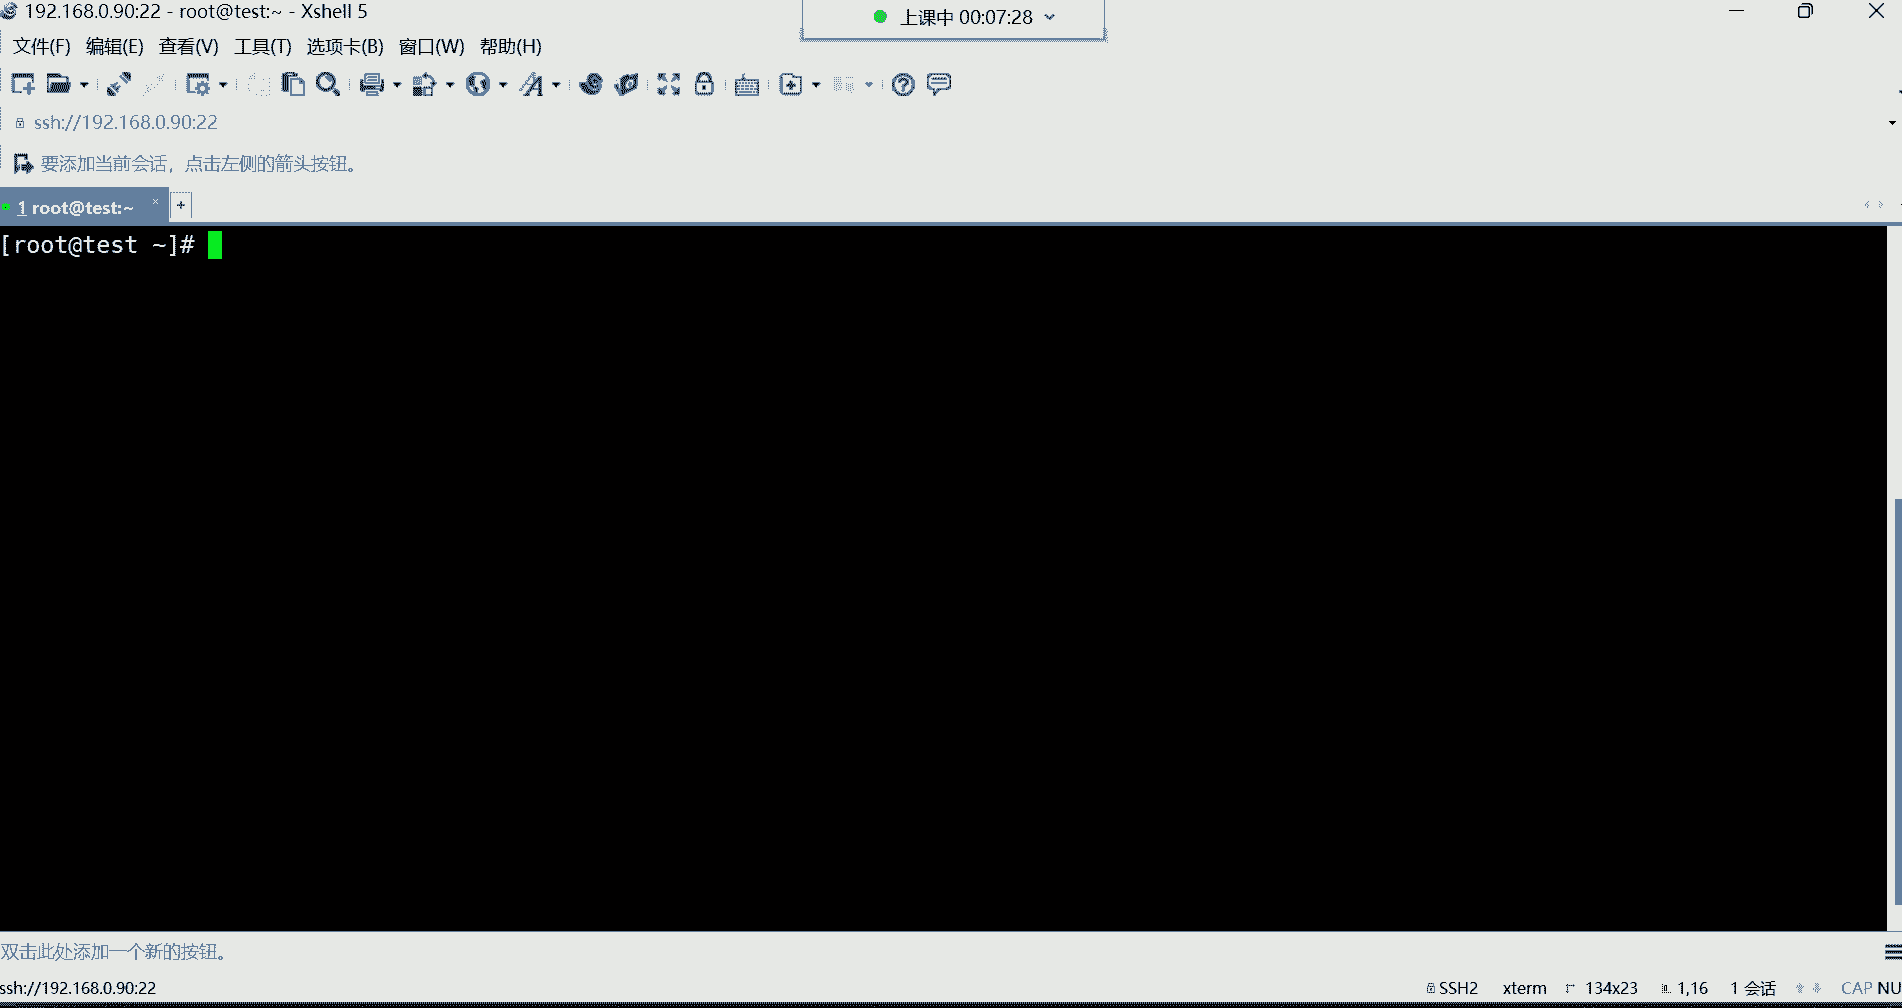 192.168.0.90:22 - root@test:~ - Xshell 5
上课中 00:07:28
文件(F) 编辑(E) 查看(V) 工具(T) 选项卡(B) 窗口(W) 帮助(H)
ssh://192.168.0.90:22
要添加当前会话，点击左侧的箭头按钮。
1 root@test:~ × +
[root@test ~]#
双击此处添加一个新的按钮。
ssh://192.168.0.90:22 SSH2 xterm 134x23 1,16 1 会话 CAP NU